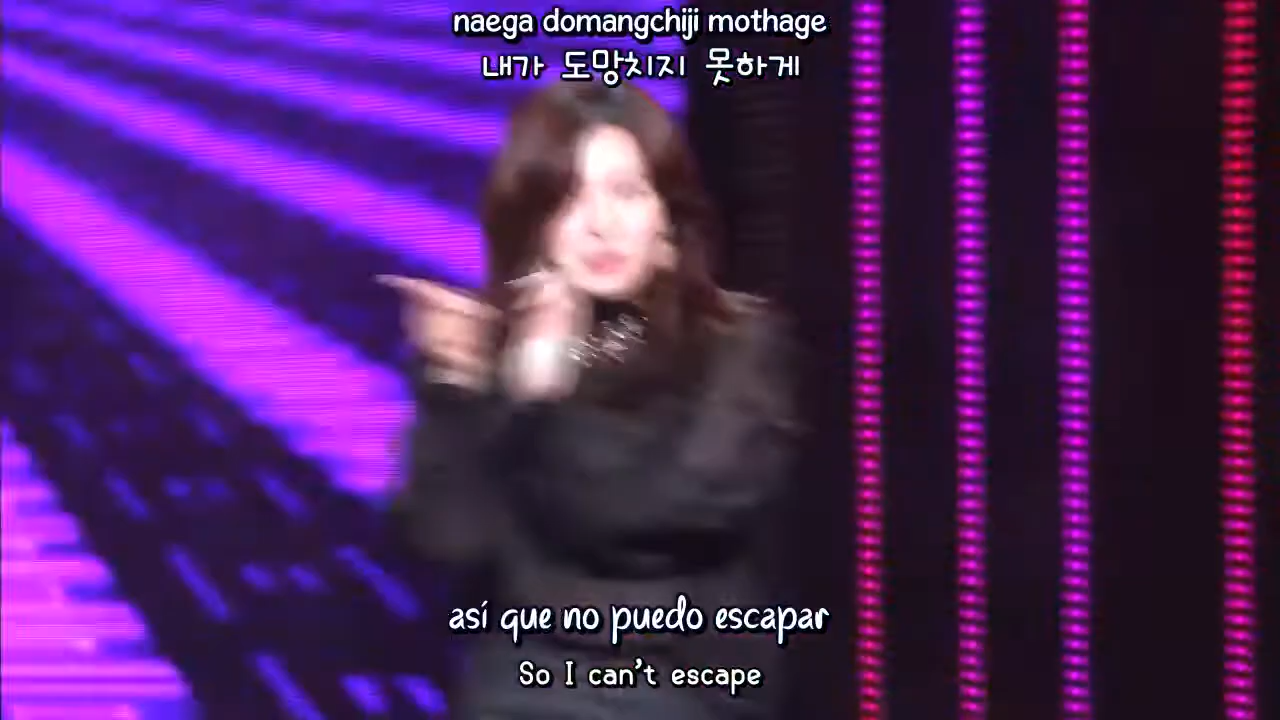 naega domangchiji mothage
내가 도망치지 못하게
así que no puedo escapar
So I can't escape